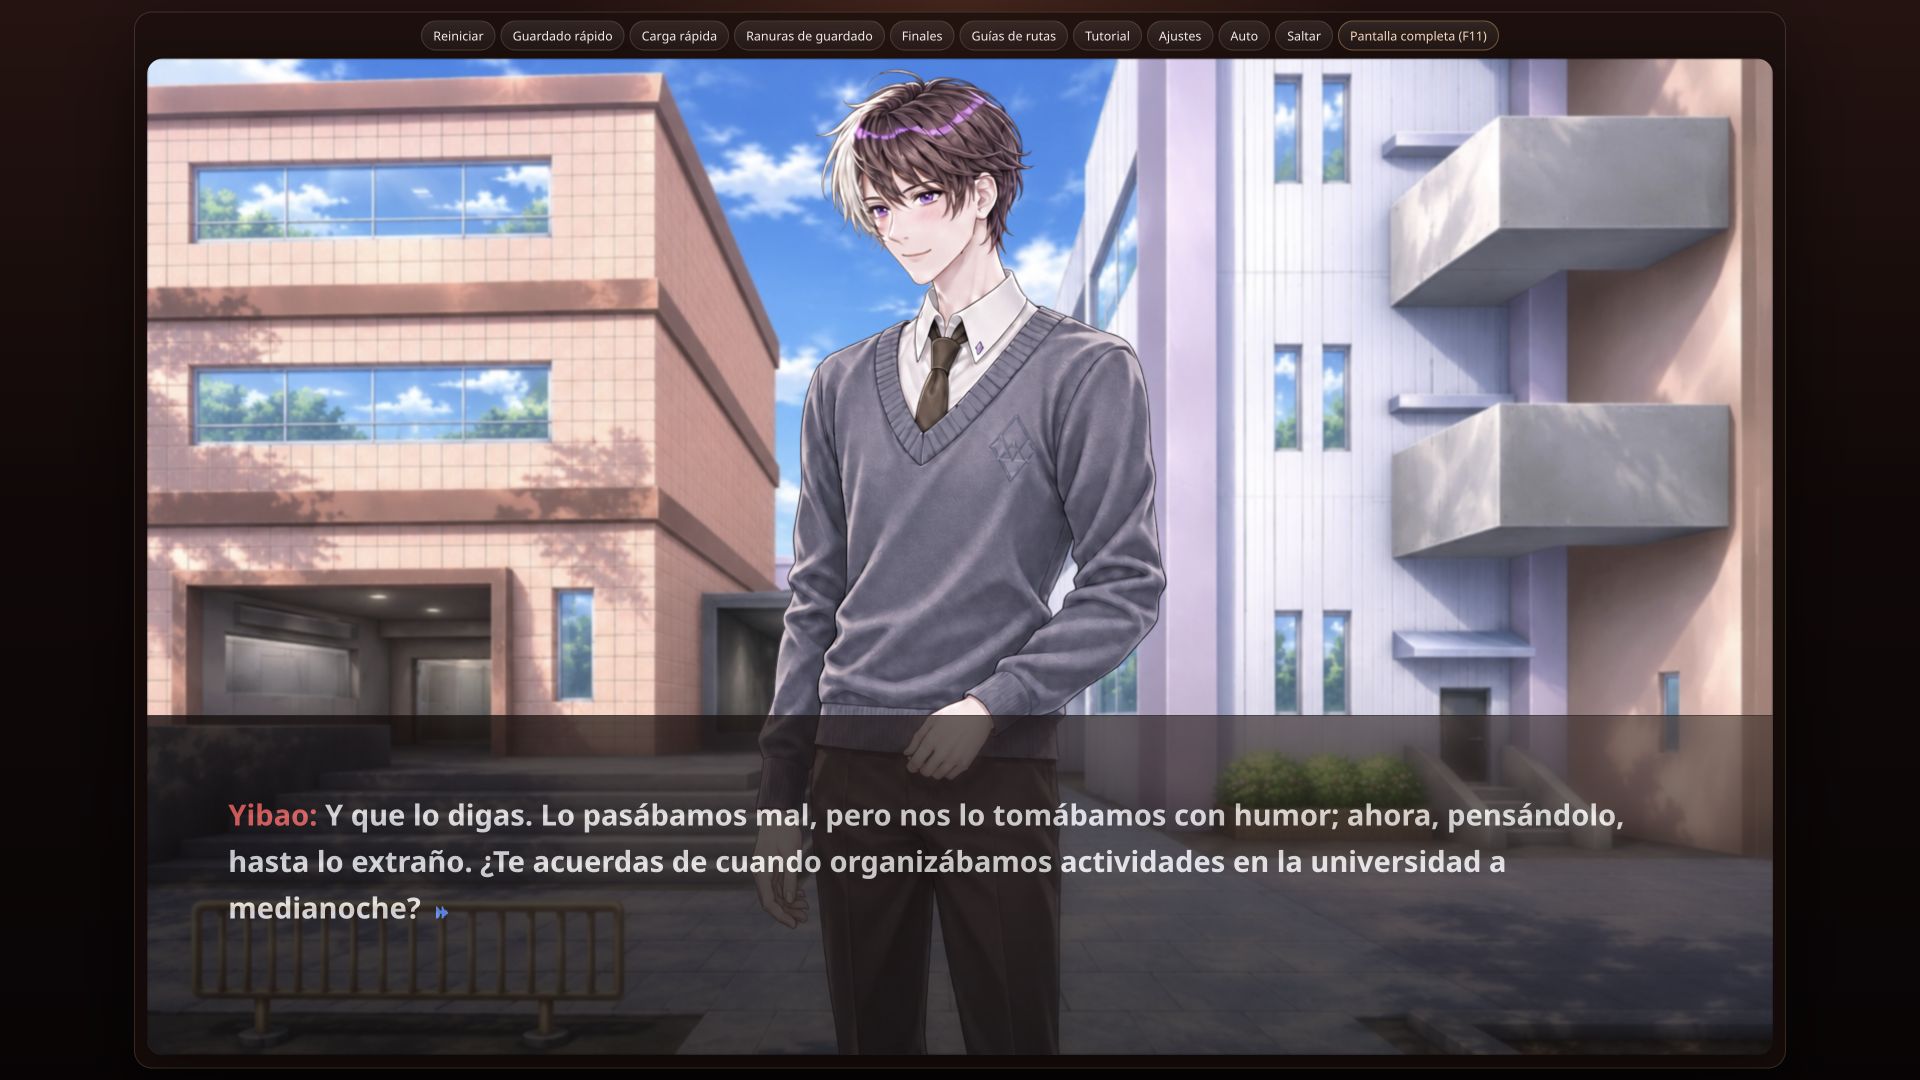 Reiniciar
Guardado rápido
Carga rápida
Ranuras de guardado
Finales
Guías de rutas
Tutorial
Ajustes
Auto
Saltar
Pantalla completa (F11)
Yibao: Y que lo digas. Lo pasábamos mal, pero nos lo tomábamos con humor; ahora, pensándolo,
hasta lo extraño. ¿Te acuerdas de cuando organizábamos actividades en la universidad a
medianoche?